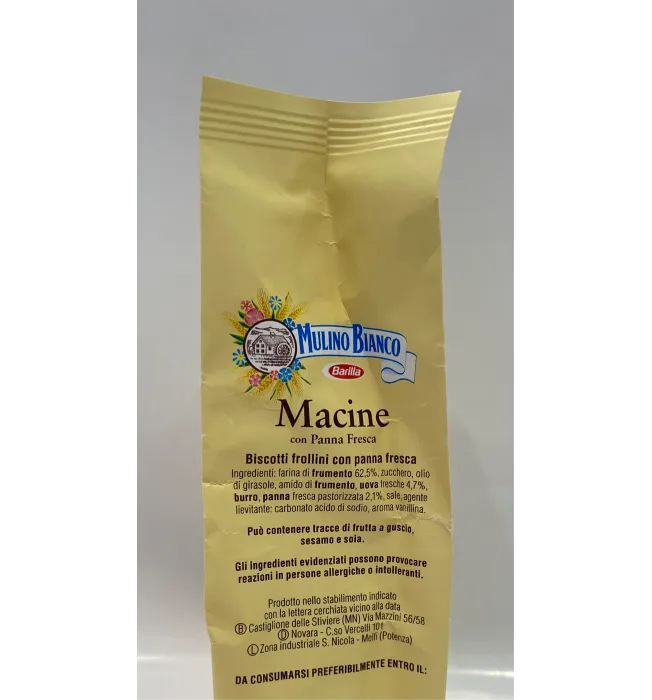 MULINO BIANCO
Barilla
Macine
con Panna Fresca
Biscotti frollini con panna fresca
Ingredienti: farina di frumento 62,5%, zucchero, olio
di girasole, amido di frumento, uova fresche 4,7%,
burro, panna fresca pastorizzata 2,1%, sale, agente
lievitante: carbonato acido di sodio, aroma vanillina.
Può contenere tracce di frutta a guscio,
sesamo e soia.
Gli ingredienti evidenziati possono provocare
reazioni in persone allergiche o intolleranti.
Prodotto nello stabilimento indicato
con la lettera cerchiata vicino alla data
Ⓑ Castiglione delle Stiviere (MN) Via Mazzini 56/58
Ⓓ Novara - C.so Vercelli 101
Ⓛ Zona industriale S. Nicola - Melfi (Potenza)
DA CONSUMARSI PREFERIBILMENTE ENTRO IL: